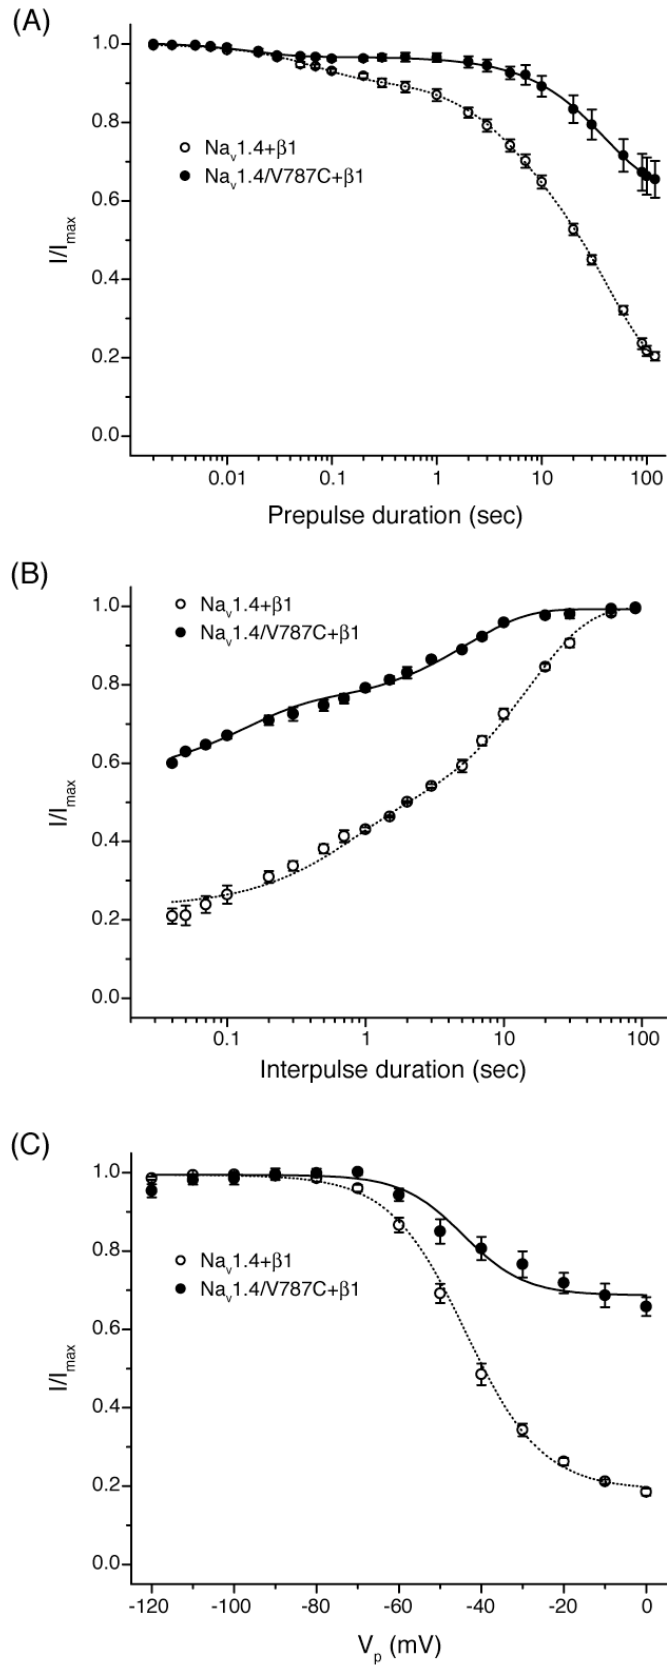 (A)
1.0
0.8
0.6
0.4
0.2
0.0
I/Imax
Nav1.4+β1
Nav1.4/V787C+β1
0.01
0.1
1
10
100
Prepulse duration (sec)
(B)
1.0
0.8
0.6
0.4
0.2
0.0
I/Imax
Nav1.4+β1
Nav1.4/V787C+β1
0.1
1
10
100
Interpulse duration (sec)
(C)
1.0
0.8
0.6
0.4
0.2
0.0
I/Imax
Nav1.4+β1
Nav1.4/V787C+β1
-120
-100
-80
-60
-40
-20
0
Vp (mV)